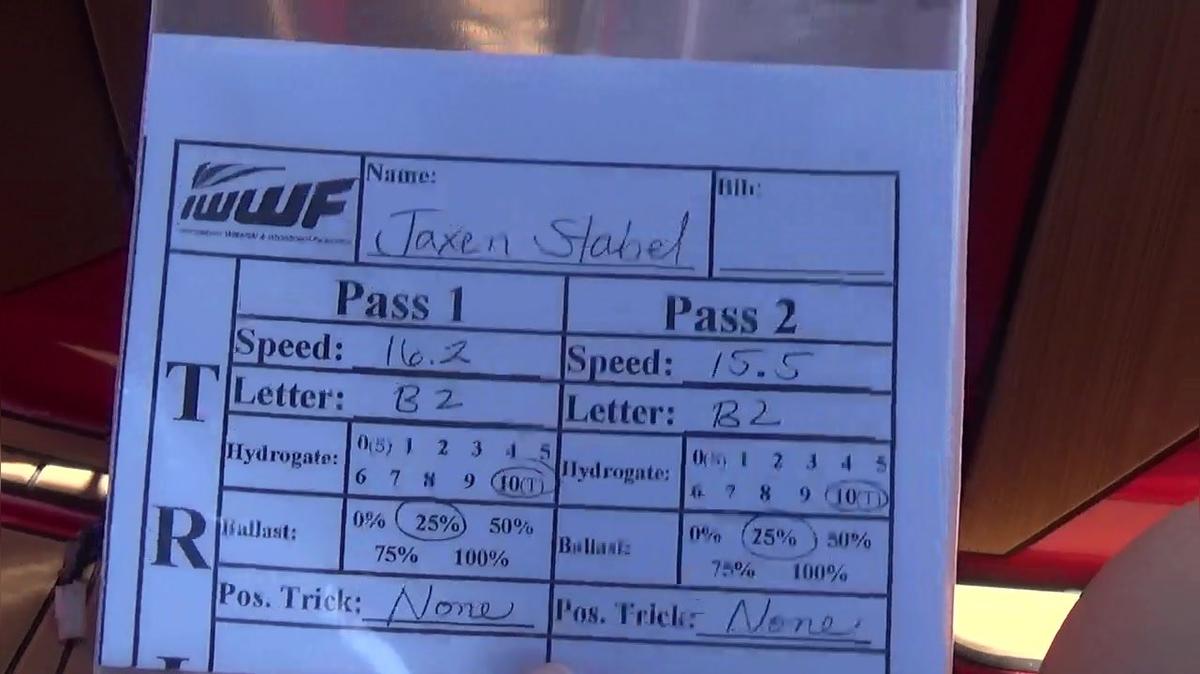 IWWF
Name:
Jaxen Stabel
Bib:
Pass 1
Pass 2
Speed: 16.2
Speed: 15.5
Letter: B2
Letter: B2
Hydrogate: 0(5) 1 2 3 4 5
6 7 8 9 10(T)
Hydrogate: 0(5) 1 2 3 4 5
6 7 8 9 10(T)
Ballast: 0% 25% 50%
75% 100%
Ballast: 0% 25% 50%
75% 100%
Pos. Trick: None
Pos. Trick: None
T
R